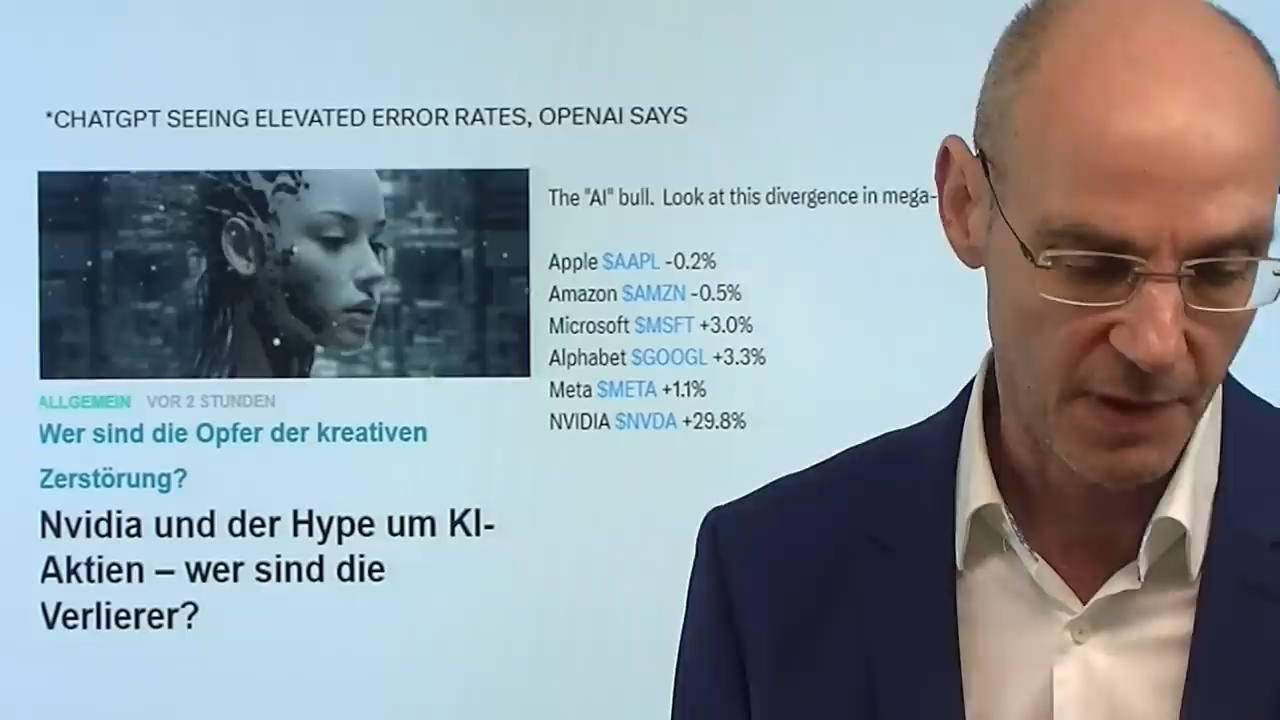 *CHATGPT SEEING ELEVATED ERROR RATES, OPENAI SAYS
The "AI" bull. Look at this divergence in mega-
Apple $AAPL -0.2%
Amazon $AMZN -0.5%
Microsoft $MSFT +3.0%
Alphabet $GOOGL +3.3%
Meta $META +1.1%
NVIDIA $NVDA +29.8%
ALLGEMEIN VOR 2 STUNDEN
Wer sind die Opfer der kreativen
Zerstörung?
Nvidia und der Hype um KI-
Aktien – wer sind die
Verlierer?